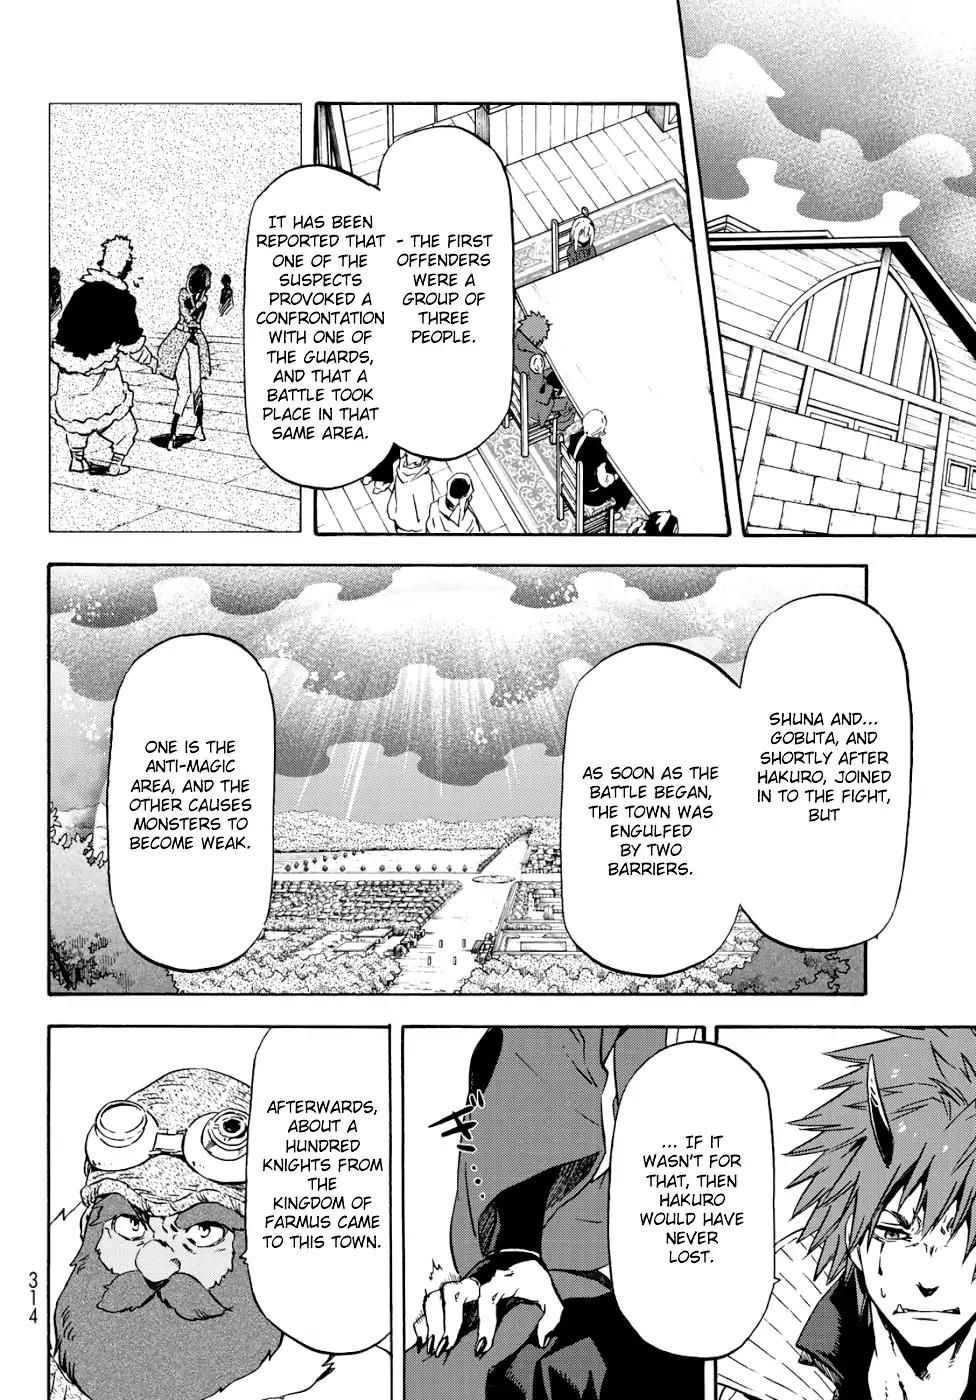 - THE FIRST
OFFENDERS
WERE A
GROUP OF
THREE
PEOPLE.
IT HAS BEEN
REPORTED THAT
ONE OF THE
SUSPECTS
PROVOKED A
CONFRONTATION
WITH ONE OF
THE GUARDS,
AND THAT A
BATTLE TOOK
PLACE IN THAT
SAME AREA.
SHUNA AND...
GOBUTA, AND
SHORTLY AFTER
HAKURO, JOINED
IN TO THE FIGHT,
BUT
AS SOON AS THE
BATTLE BEGAN,
THE TOWN WAS
ENGULFED
BY TWO
BARRIERS.
ONE IS THE
ANTI-MAGIC
AREA, AND THE
OTHER CAUSES
MONSTERS TO
BECOME WEAK.
... IF IT
WASN'T FOR
THAT, THEN
HAKURO
WOULD HAVE
NEVER
LOST.
AFTERWARDS,
ABOUT A
HUNDRED
KNIGHTS FROM
THE
KINGDOM OF
FARMUS CAME
TO THIS TOWN.
314